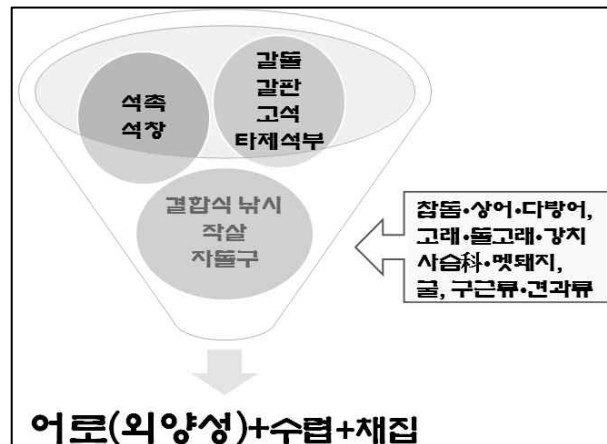 석촉
석창
갈돌
갈판
고석
타제석부
결합식 낚시
작살
자돌구
참돔•상어•다방어,
고래•돌고래•강치
사슴科•멧돼지,
굴, 구근류•견과류
어로(외양성)+수렵+채집